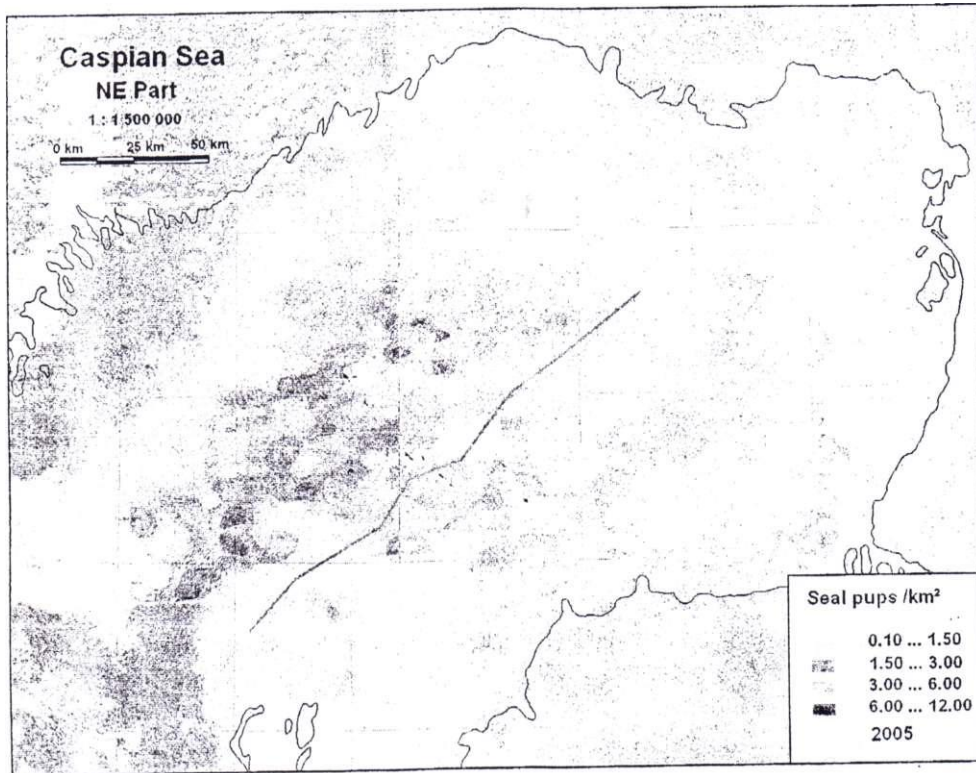 Caspian Sea
NE Part
1 : 1 500 000
0 km 25 km 50 km
Seal pups /km²
0.10 ... 1.50
1.50 ... 3.00
3.00 ... 6.00
6.00 ... 12.00
2005